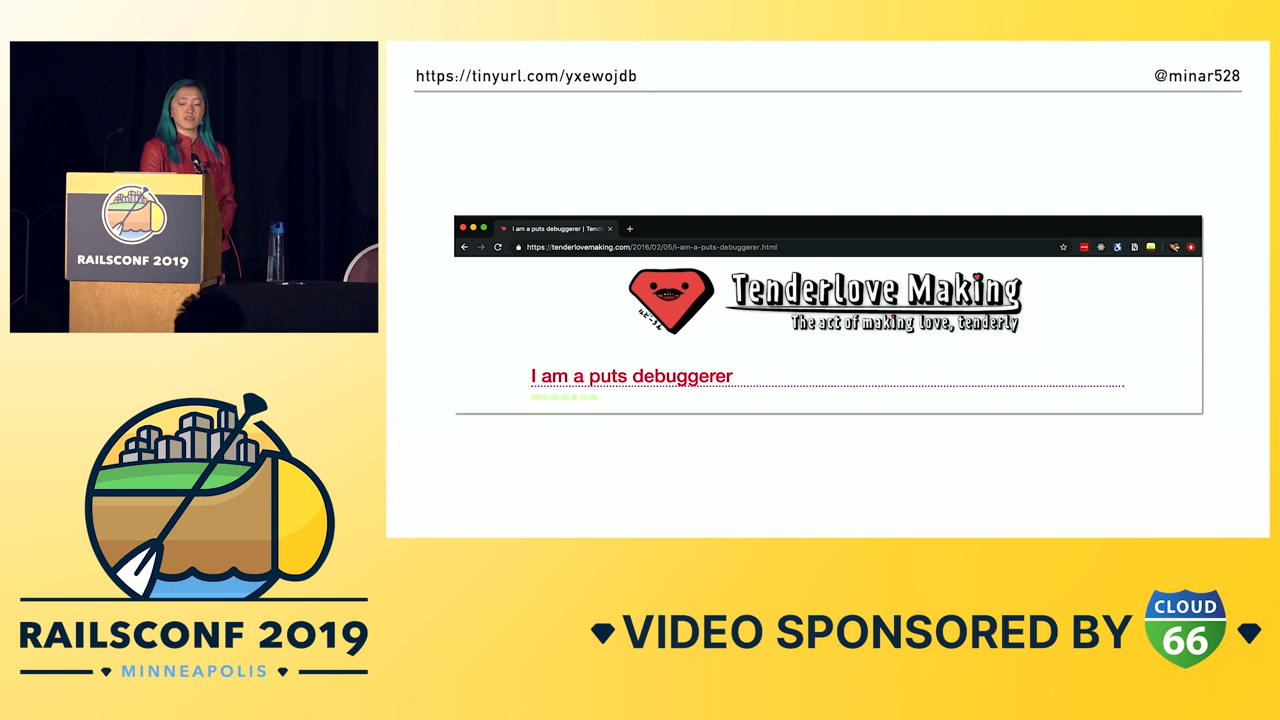 https://tinyurl.com/yxewojdb
@minar528
I am a puts debuggerer | Tend
https://tenderlovemaking.com/2016/02/05/i-am-a-puts-debuggerer.html
Tenderlove Making
The act of making love, tenderly
I am a puts debuggerer
RAILSCONF 2019
RAILSCONF 2019
MINNEAPOLIS
VIDEO SPONSORED BY
CLOUD
66